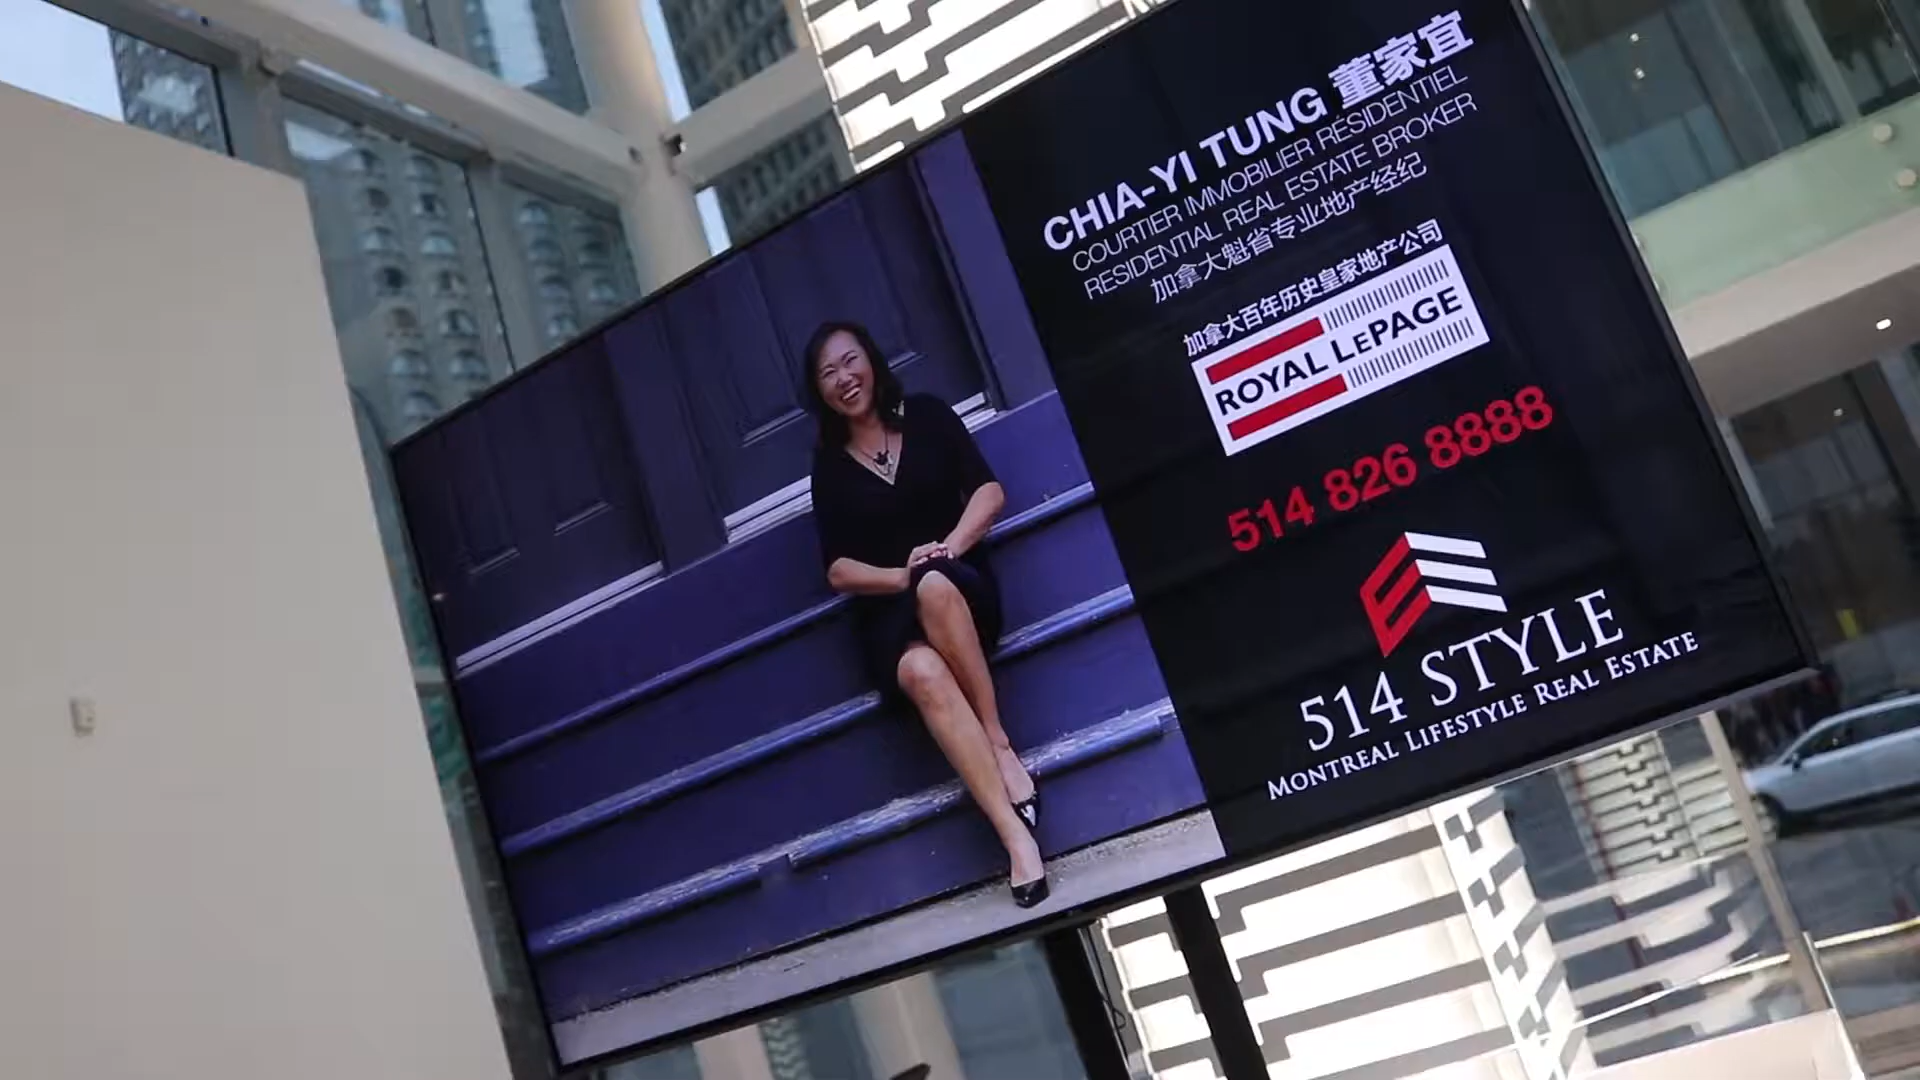 CHIA-YI TUNG 董家宜
COURTIER IMMOBILIER RÉSIDENTIEL
RESIDENTIAL REAL ESTATE BROKER
加拿大魁省专业地产经纪
加拿大百年历史皇家地产公司
ROYAL LEPAGE
514 826 8888
514 STYLE
MONTREAL LIFESTYLE REAL ESTATE